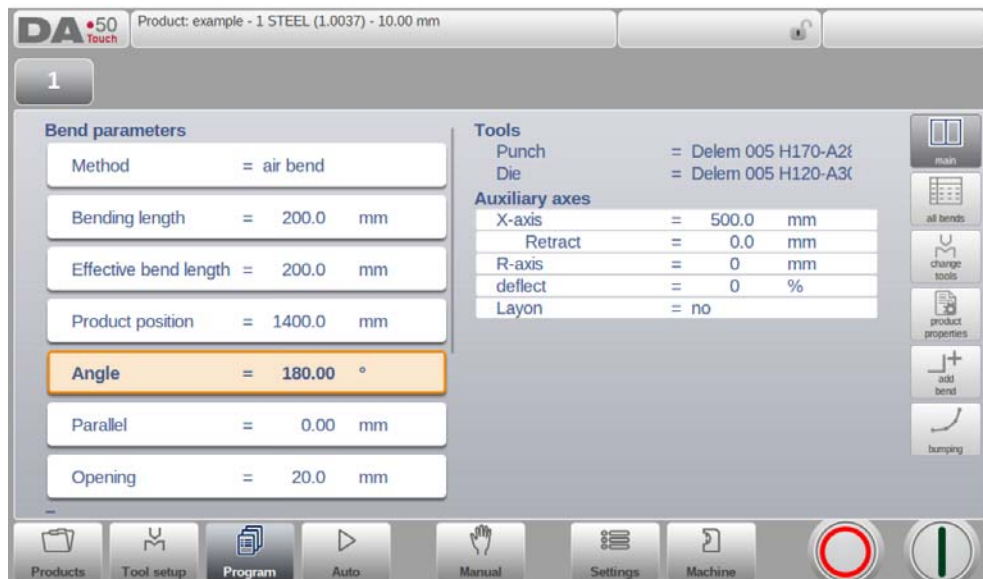 DA 50 Touch
Product: example - 1 STEEL (1.0037) - 10.00 mm
1
Bend parameters
Method = air bend
Bending length = 200.0 mm
Effective bend length = 200.0 mm
Product position = 1400.0 mm
Angle = 180.00 °
Parallel = 0.00 mm
Opening = 20.0 mm
Tools
Punch = Delem 005 H170-A28
Die = Delem 005 H120-A30
Auxiliary axes
X-axis = 500.0 mm
Retract = 0.0 mm
R-axis = 0 mm
deflect = 0 %
Layon = no
main
all bends
change tools
product properties
add bend
bumping
Products
Tool setup
Program
Auto
Manual
Settings
Machine